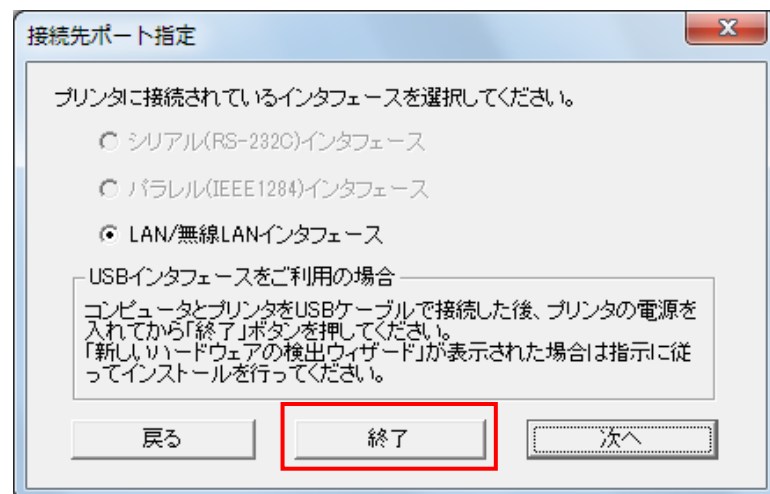 接続先ポート指定
プリンタに接続されているインタフェースを選択してください。
シリアル(RS-232C)インタフェース
パラレル(IEEE1284)インタフェース
LAN/無線LANインタフェース
USBインタフェースをご利用の場合
コンピュータとプリンタをUSBケーブルで接続した後、プリンタの電源を
入れてから「終了」ボタンを押してください。
「新しいハードウェアの検出ウィザード」が表示された場合は指示に従
ってインストールを行ってください。
戻る 終了 次へ